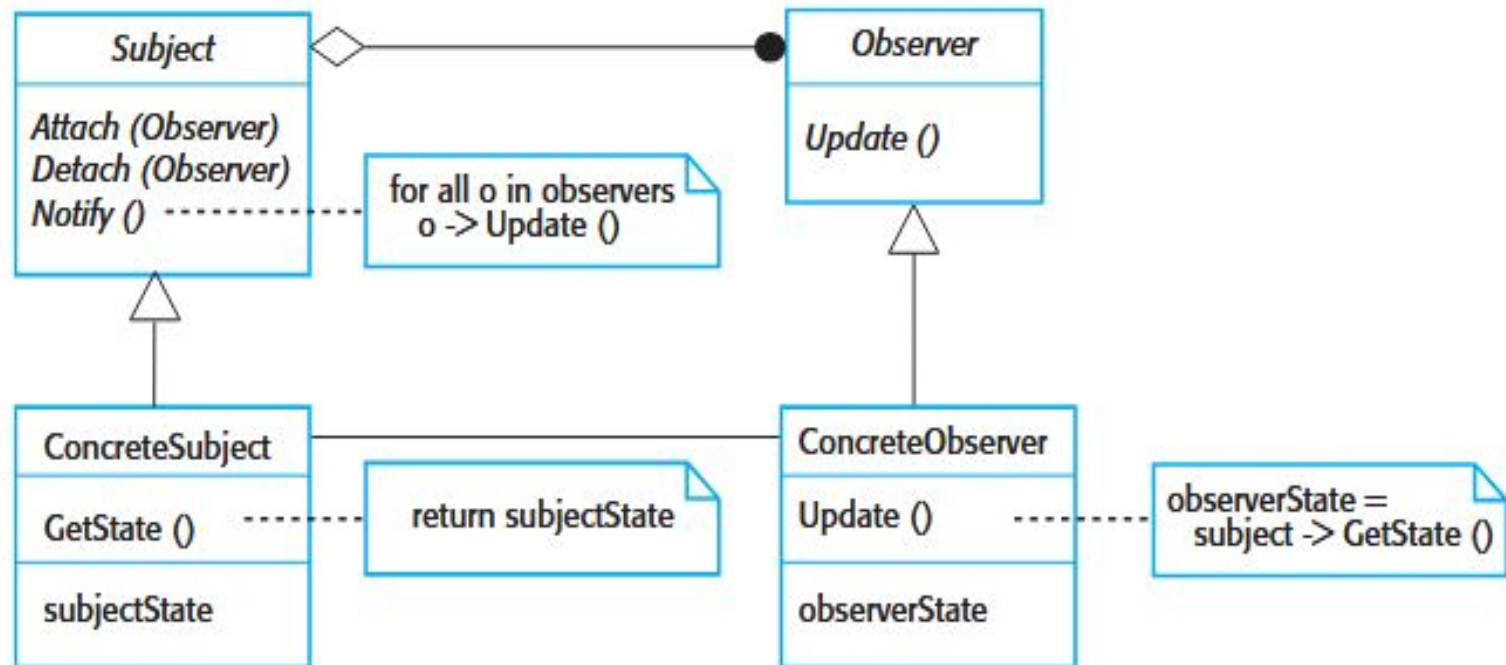 Subject
Attach (Observer)
Detach (Observer)
Notify ()
for all o in observers
o -> Update ()
Observer
Update ()
ConcreteSubject
GetState ()
subjectState
return subjectState
ConcreteObserver
Update ()
observerState
observerState =
subject -> GetState ()